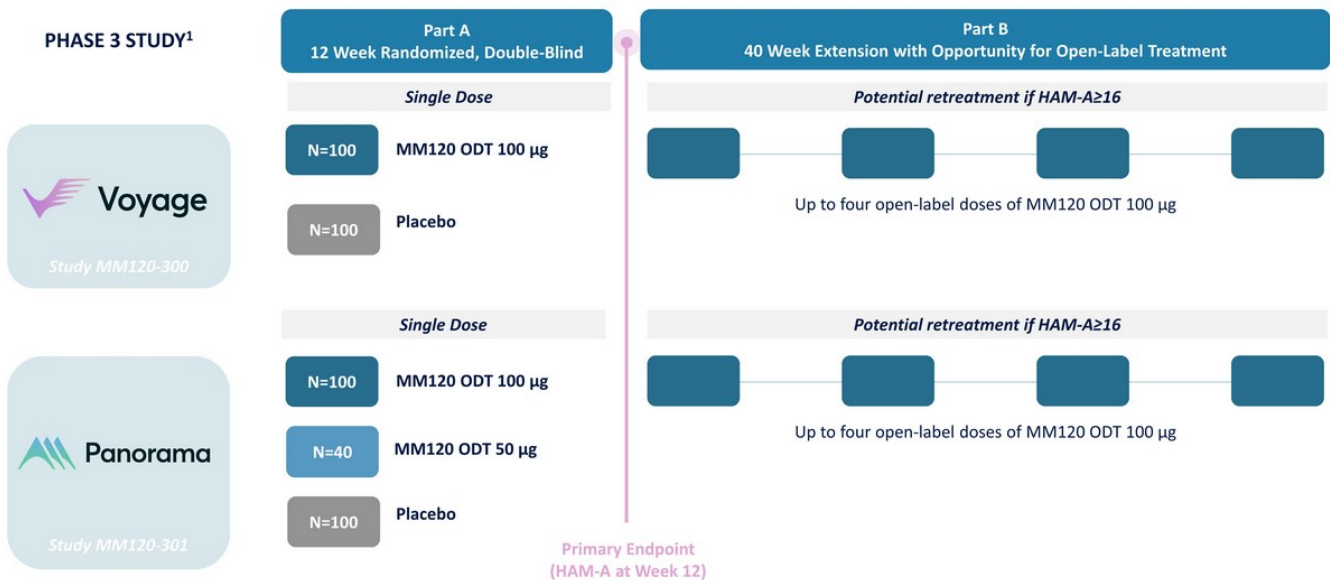 PHASE 3 STUDY¹
Part A
12 Week Randomized, Double-Blind
Part B
40 Week Extension with Opportunity for Open-Label Treatment
Single Dose
Potential retreatment if HAM-A≥16
Voyage
Study MM120-300
N=100
MM120 ODT 100 µg
N=100
Placebo
Up to four open-label doses of MM120 ODT 100 µg
Single Dose
Potential retreatment if HAM-A≥16
Panorama
Study MM120-301
N=100
MM120 ODT 100 µg
N=40
MM120 ODT 50 µg
N=100
Placebo
Up to four open-label doses of MM120 ODT 100 µg
Primary Endpoint
(HAM-A at Week 12)